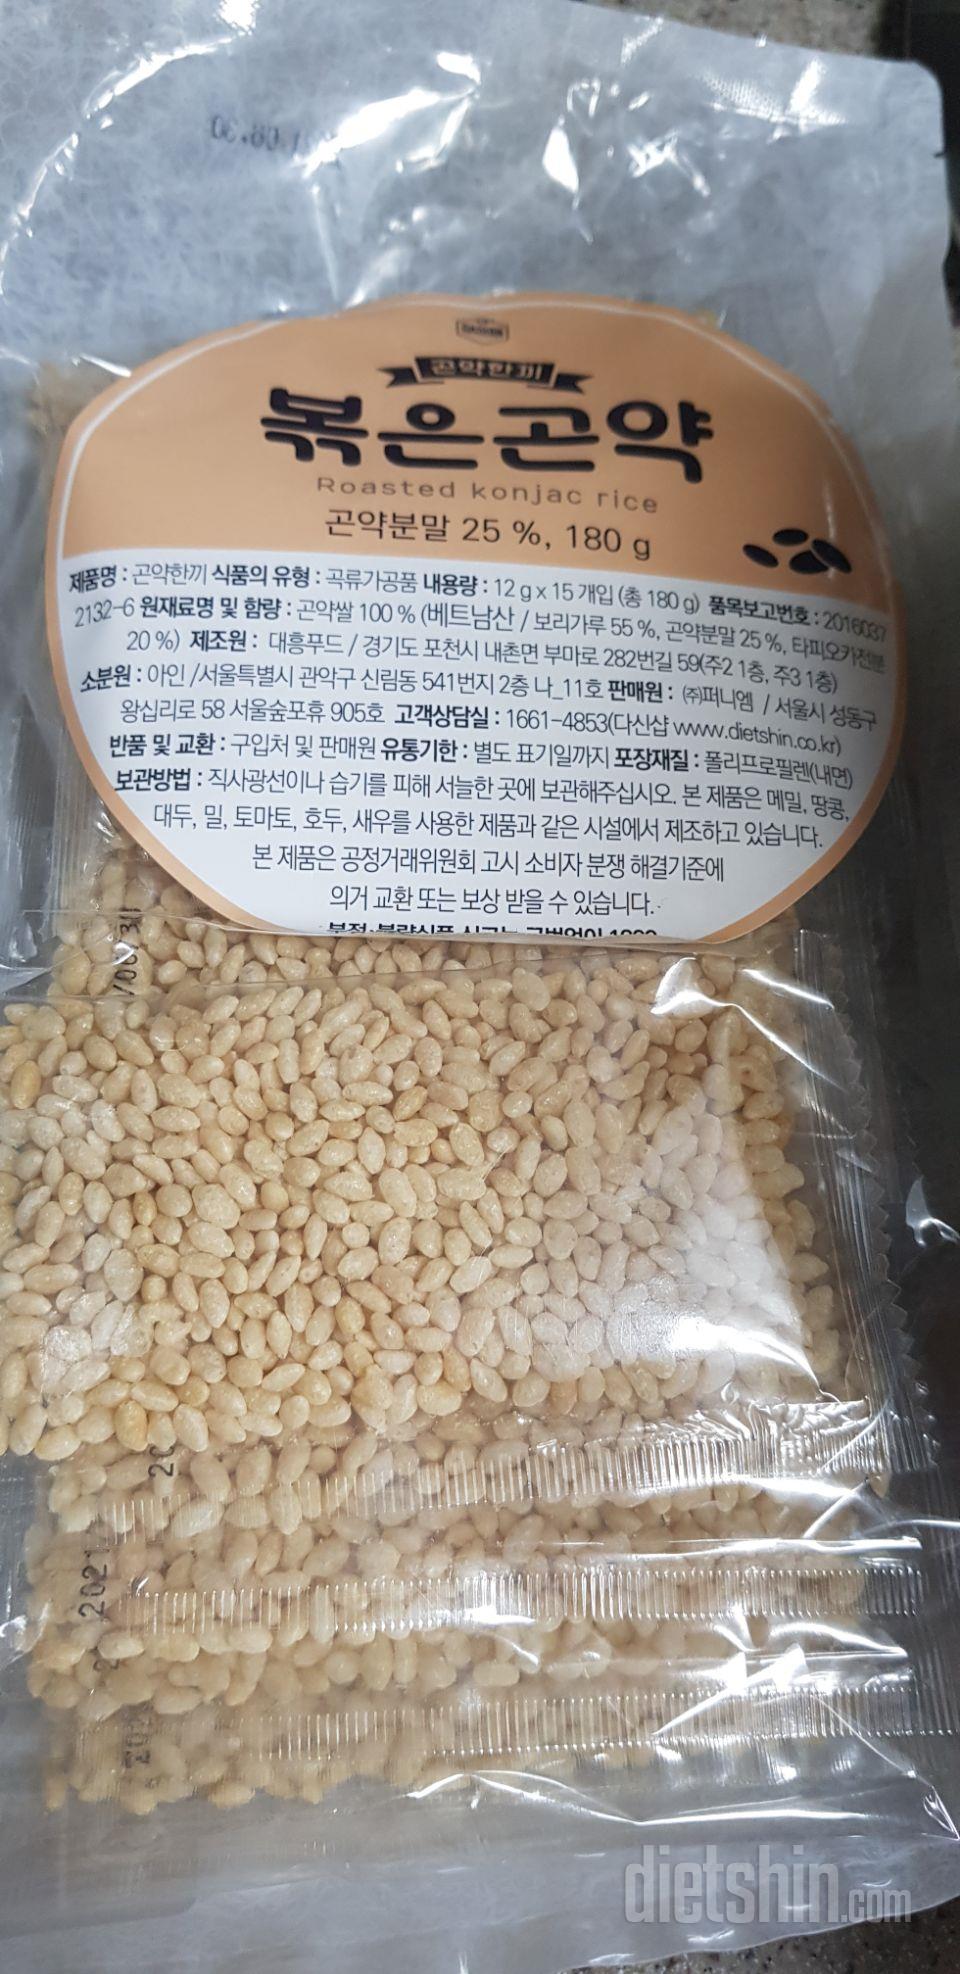 곤약한끼
볶은곤약
Roasted konjac rice
곤약분말 25 %, 180 g
제품명 : 곤약한끼 식품의 유형 : 곡류가공품 내용량 : 12 g x 15 개입 (총 180 g) 품목보고번호 : 2016037
2132-6 원재료명 및 함량 : 곤약쌀 100 % (베트남산 / 보리가루 55 %, 곤약분말 25 %, 타피오카전분
20 %) 제조원 : 대흥푸드 / 경기도 포천시 내촌면 부마로 282번길 59(주2 1층, 주3 1층)
소분원 : 아인 /서울특별시 관악구 신림동 541번지 2층 나_11호 판매원 : ㈜퍼니엠 / 서울시 성동구
왕십리로 58 서울숲포휴 905호 고객상담실 : 1661-4853(다신샵 www.dietshin.co.kr)
반품 및 교환 : 구입처 및 판매원 유통기한 : 별도 표기일까지 포장재질 : 폴리프로필렌(내면)
보관방법 : 직사광선이나 습기를 피해 서늘한 곳에 보관해주십시오. 본 제품은 메밀, 땅콩,
대두, 밀, 토마토, 호두, 새우를 사용한 제품과 같은 시설에서 제조하고 있습니다.
본 제품은 공정거래위원회 고시 소비자 분쟁 해결기준에
의거 교환 또는 보상 받을 수 있습니다.
2021
dietshin.com